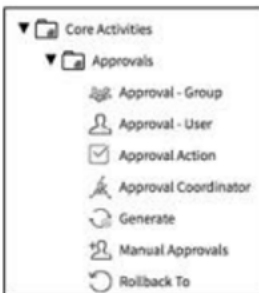 Core Activities
Approvals
Approval - Group
Approval - User
Approval Action
Approval Coordinator
Generate
Manual Approvals
Rollback To